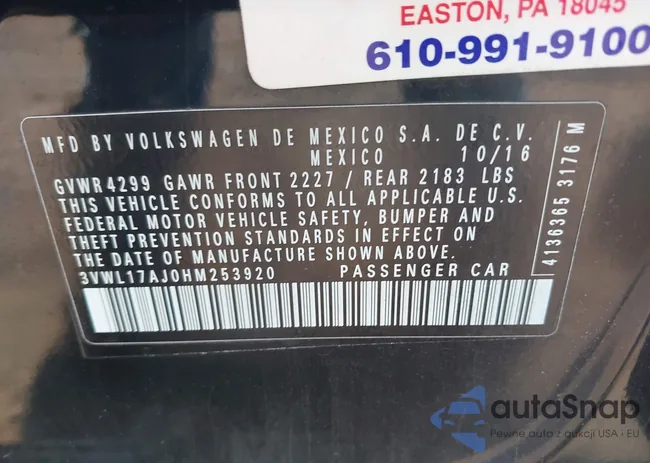 EASTON, PA 18045
610-991-9100
MFD BY VOLKSWAGEN DE MEXICO S.A. DE C.V.
MEXICO 10/16
GVWR 4299 GAWR FRONT 2227 / REAR 2183 LBS
THIS VEHICLE CONFORMS TO ALL APPLICABLE U.S.
FEDERAL MOTOR VEHICLE SAFETY, BUMPER AND
THEFT PREVENTION STANDARDS IN EFFECT ON
THE DATE OF MANUFACTURE SHOWN ABOVE.
3VWL17AJ0HM253920 PASSENGER CAR
4136365 3176 M
autaSnap
Pewne auto z aukcji USA i EU